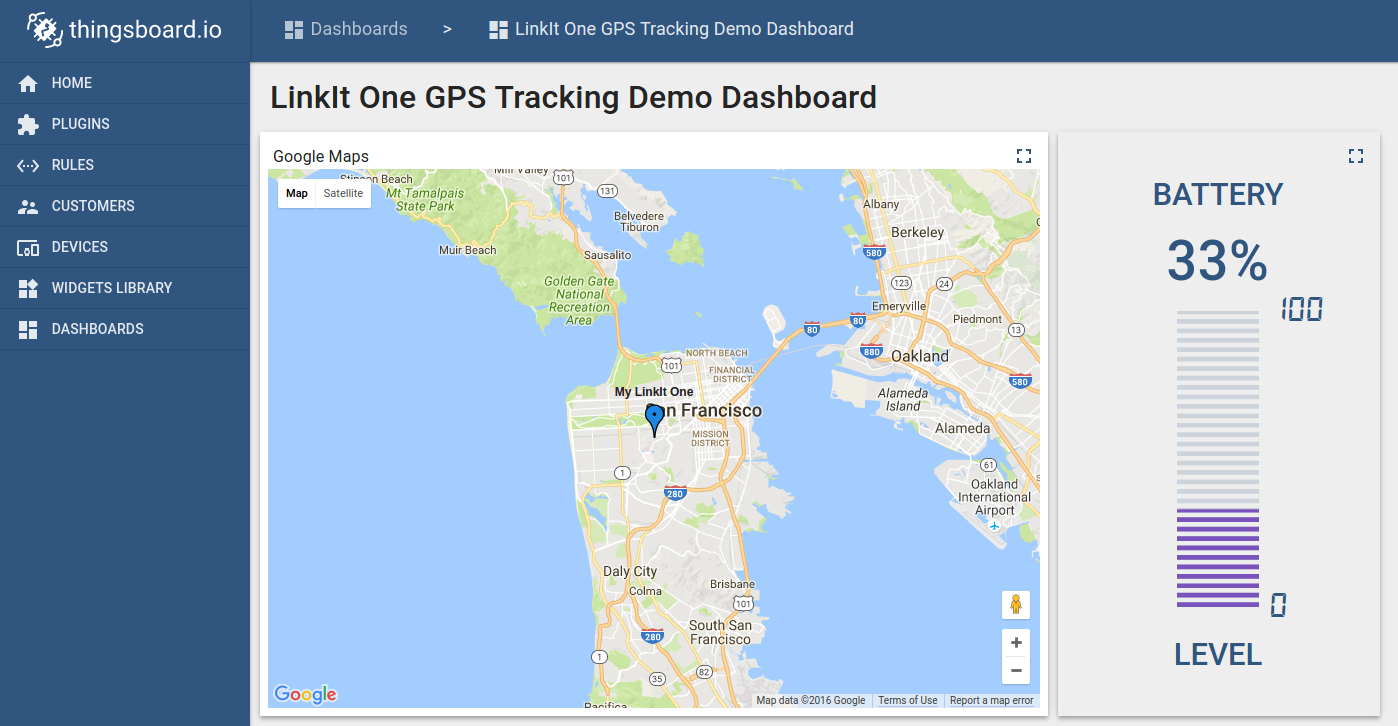 thingsboard.io
Dashboards > LinkIt One GPS Tracking Demo Dashboard
HOME
PLUGINS
RULES
CUSTOMERS
DEVICES
WIDGETS LIBRARY
DASHBOARDS
LinkIt One GPS Tracking Demo Dashboard
Google Maps
Map Satellite
Stinson Beach
Mt Tamalpais
State Park
Mill Valley
101
131
Belvedere
Tiburon
Muir Beach
Sausalito
Golden Gate
National
Recreation
Area
Albany
Berkeley
580
123
24
Emeryville
80
80
Piedmont
13
880
Oakland
580
NORTH BEACH
101
FINANCIAL
DISTRICT
My LinkIt One
San Francisco
MISSION
DISTRICT
Alameda
Island
Alameda
1
280
61
Oakland
International
Airport
Daly City
Colma
Brisbane
101
South San
Francisco
280
1
35
82
Pacifica
+
−
Google
Map data ©2016 Google
Terms of Use
Report a map error
BATTERY
33%
100
0
LEVEL